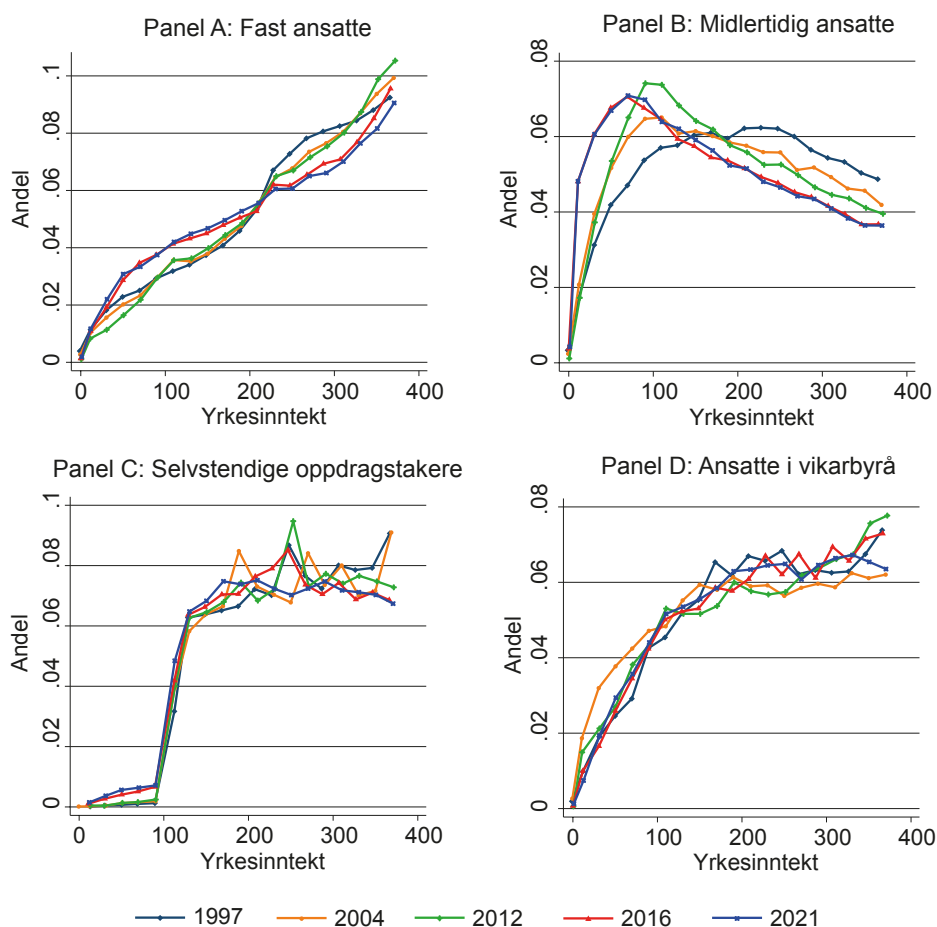 Panel A: Fast ansatte
Andel
0 .02 .04 .06 .08 .1
0 100 200 300 400
Yrkesinntekt
Panel B: Midlertidig ansatte
Andel
0 .02 .04 .06 .08
0 100 200 300 400
Yrkesinntekt
Panel C: Selvstendige oppdragstakere
Andel
0 .02 .04 .06 .08 .1
0 100 200 300 400
Yrkesinntekt
Panel D: Ansatte i vikarbyrå
Andel
0 .02 .04 .06 .08
0 100 200 300 400
Yrkesinntekt
1997 2004 2012 2016 2021